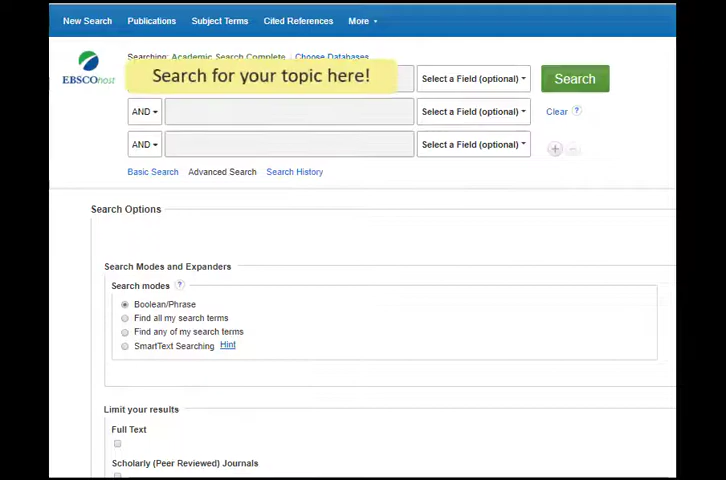 New Search Publications Subject Terms Cited References More
Searching: Academic Search Complete Choose Databases
EBSCOhost
Search for your topic here!
Select a Field (optional)
Search
AND
Select a Field (optional)
Clear ?
AND
Select a Field (optional)
Basic Search Advanced Search Search History
Search Options
Search Modes and Expanders
Search modes ?
Boolean/Phrase
Find all my search terms
Find any of my search terms
SmartText Searching Hint
Limit your results
Full Text
Scholarly (Peer Reviewed) Journals